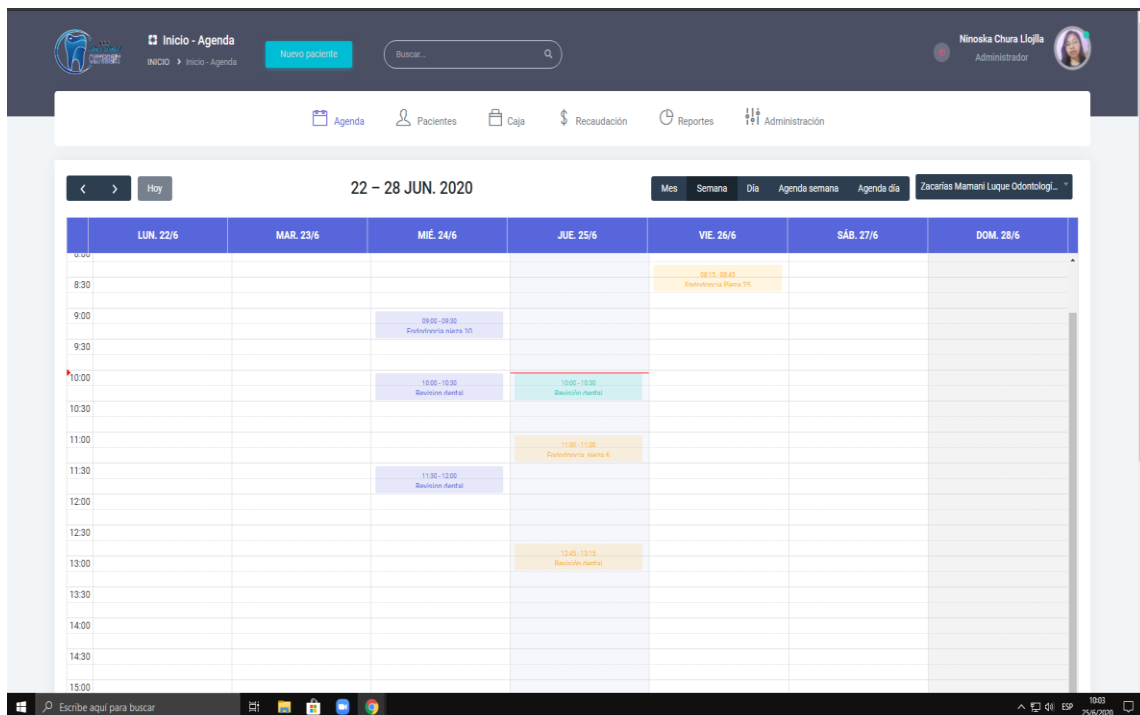 Inicio - Agenda
INICIO > Inicio - Agenda
Nuevo paciente
Buscar...
Ninoska Chura Llojlla
Administrador
Agenda
Pacientes
Caja
Recaudación
Reportes
Administración
Hoy
22 – 28 JUN. 2020
Mes
Semana
Día
Agenda semana
Agenda día
Zacarías Mamani Luque Odontologí...
LUN. 22/6
MAR. 23/6
MIÉ. 24/6
JUE. 25/6
VIE. 26/6
SÁB. 27/6
DOM. 28/6
08:15 - 08:45
Endodoncia Pieza 25
8:30
9:00
09:00 - 09:30
Endodoncia pieza 10
9:30
10:00
10:00 - 10:30
Revision dental
10:00 - 10:30
Revisión dental
10:30
11:00
11:00 - 11:30
Endodoncia pieza 6
11:30
11:30 - 12:00
Revision dental
12:00
12:30
12:45 - 13:15
Revisión dental
13:00
13:30
14:00
14:30
15:00
Escribe aquí para buscar
ESP
10:03
25/6/2020